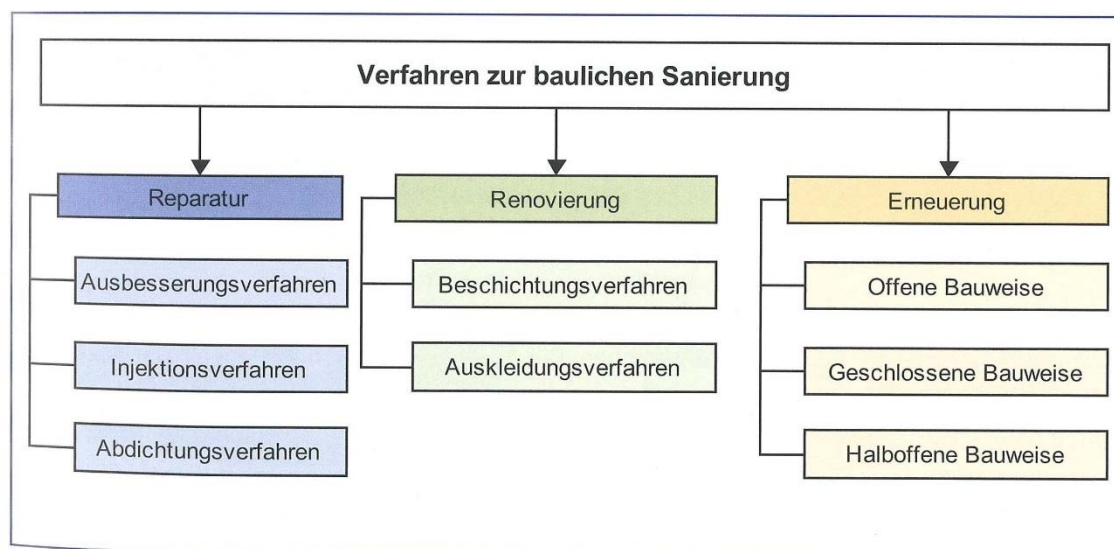 Verfahren zur baulichen Sanierung
Reparatur
Ausbesserungsverfahren
Injektionsverfahren
Abdichtungsverfahren
Renovierung
Beschichtungsverfahren
Auskleidungsverfahren
Erneuerung
Offene Bauweise
Geschlossene Bauweise
Halboffene Bauweise